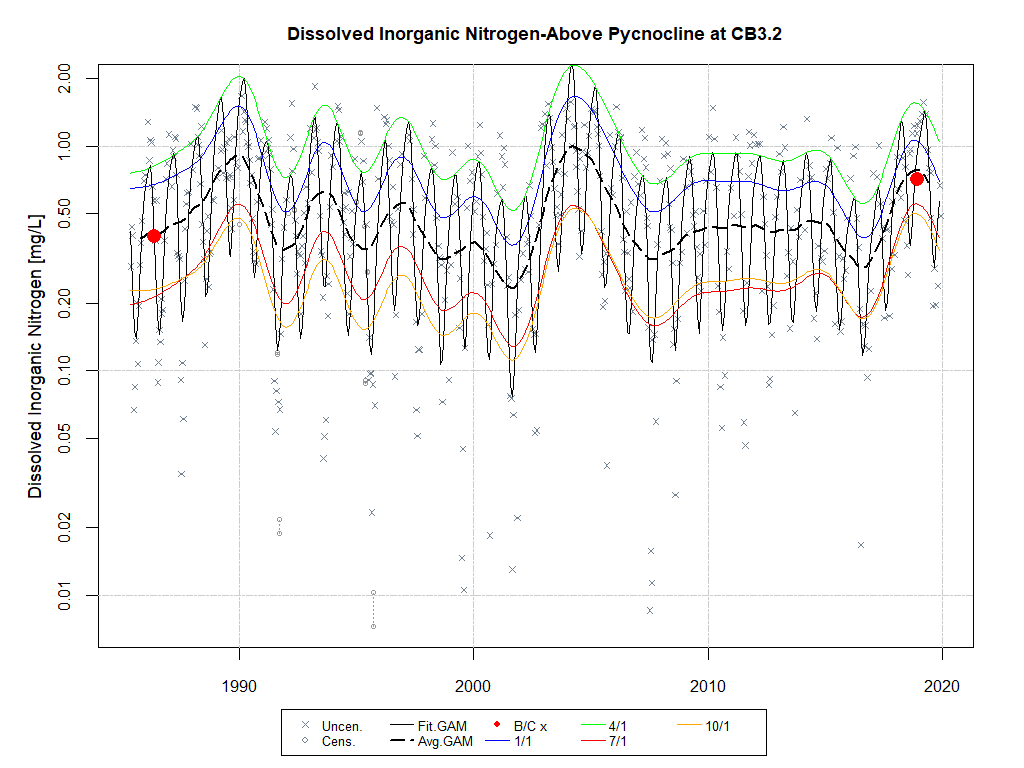 Dissolved Inorganic Nitrogen-Above Pycnocline at CB3.2
Dissolved Inorganic Nitrogen [mg/L]
2.00
1.00
0.50
0.20
0.10
0.05
0.02
0.01
1990 2000 2010 2020
Uncen. Fit.GAM B/C x 4/1 10/1
Cens. Avg.GAM 1/1 7/1